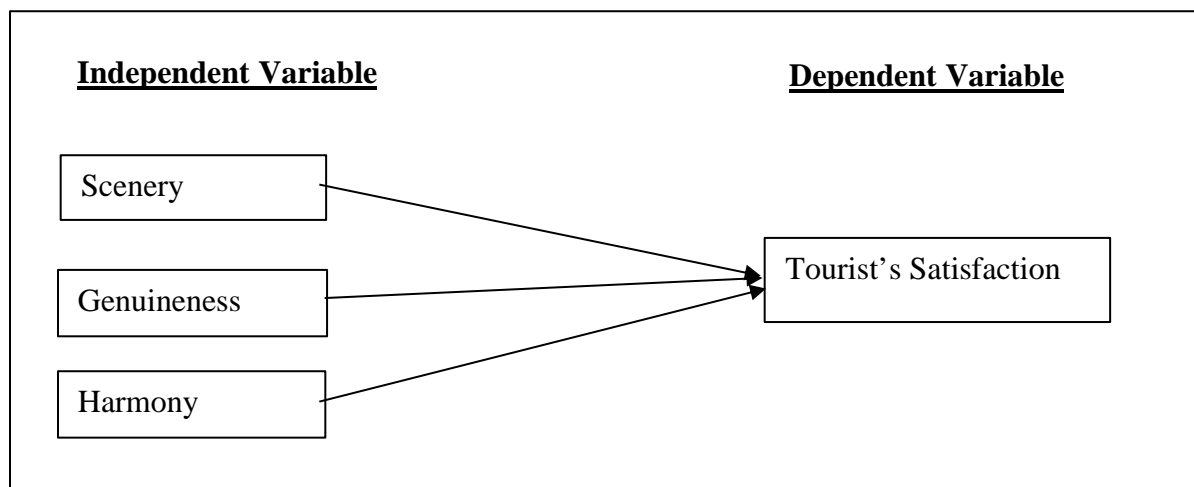 Independent Variable
Dependent Variable
Scenery
Genuineness
Harmony
Tourist’s Satisfaction